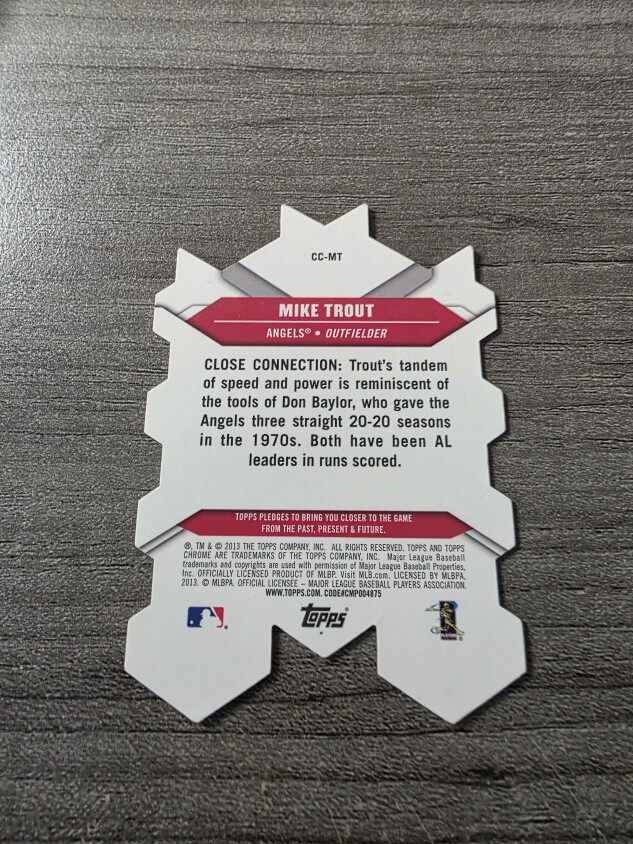 CC-MT
MIKE TROUT
ANGELS® • OUTFIELDER
CLOSE CONNECTION: Trout's tandem
of speed and power is reminiscent of
the tools of Don Baylor, who gave the
Angels three straight 20-20 seasons
in the 1970s. Both have been AL
leaders in runs scored.
TOPPS PLEDGES TO BRING YOU CLOSER TO THE GAME
FROM THE PAST, PRESENT & FUTURE.
®, TM & © 2013 THE TOPPS COMPANY, INC. ALL RIGHTS RESERVED. TOPPS AND TOPPS
CHROME ARE TRADEMARKS OF THE TOPPS COMPANY, INC. Major League Baseball
trademarks and copyrights are used with permission of Major League Baseball Properties,
Inc. OFFICIALLY LICENSED PRODUCT OF MLBP. Visit MLB.com. LICENSED BY MLBPA,
2013. © MLBPA. OFFICIAL LICENSEE – MAJOR LEAGUE BASEBALL PLAYERS ASSOCIATION.
WWW.TOPPS.COM. CODE#CMP004875
topps®